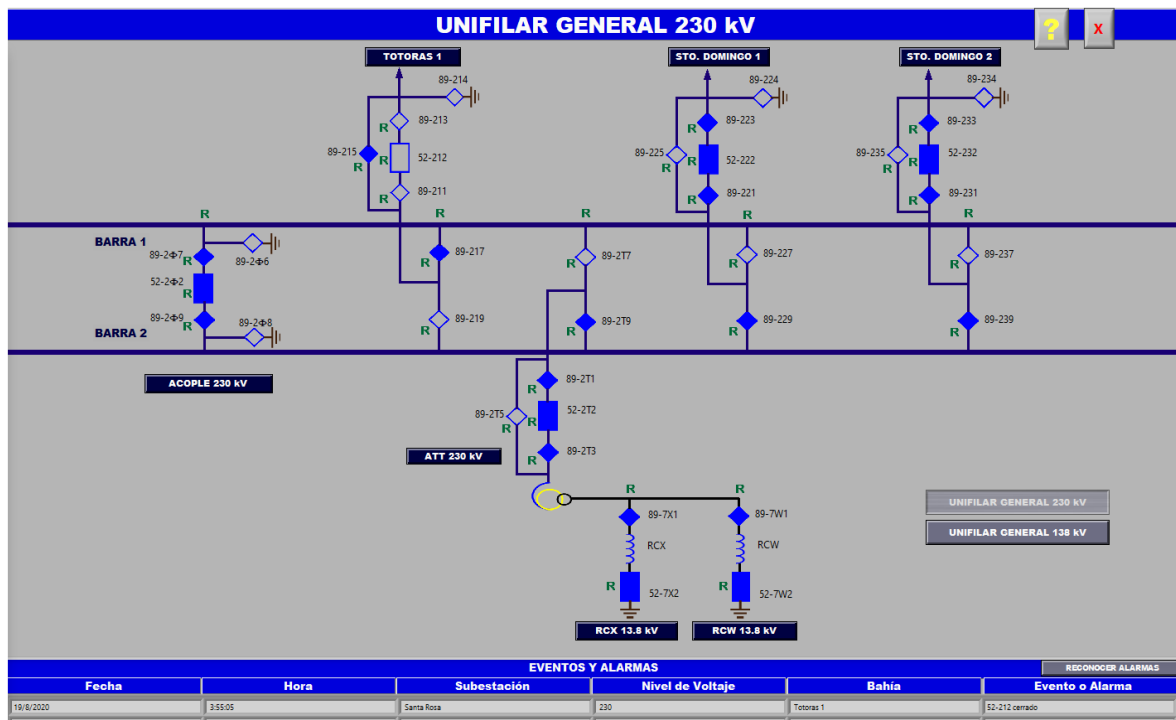 UNIFILAR GENERAL 230 kV
? X
TOTORAS 1
STO. DOMINGO 1
STO. DOMINGO 2
89-214
89-224
89-234
89-213
R
89-223
R
89-233
R
89-215
R
R
52-212
89-225
R
R
52-222
89-235
R
R
52-232
89-211
R
89-221
R
89-231
R
R
R
R
R
R
BARRA 1
89-2Φ7
R
89-2Φ6
89-217
R
89-2T7
R
89-227
R
89-237
R
52-2Φ2
R
89-2Φ9
R
89-2Φ8
89-219
R
89-2T9
R
89-229
R
89-239
R
BARRA 2
ACOPLE 230 kV
89-2T1
R
89-2T5
R
R
52-2T2
89-2T3
R
ATT 230 kV
R
R
89-7X1
89-7W1
RCX
RCW
R
52-7X2
R
52-7W2
RCX 13.8 kV
RCW 13.8 kV
UNIFILAR GENERAL 230 kV
UNIFILAR GENERAL 138 kV
EVENTOS Y ALARMAS
RECONOCER ALARMAS
Fecha Hora Subestación Nivel de Voltaje Bahía Evento o Alarma
19/8/2020 3:55:05 Santa Rosa 230 Totoras 1 52-212 cerrado